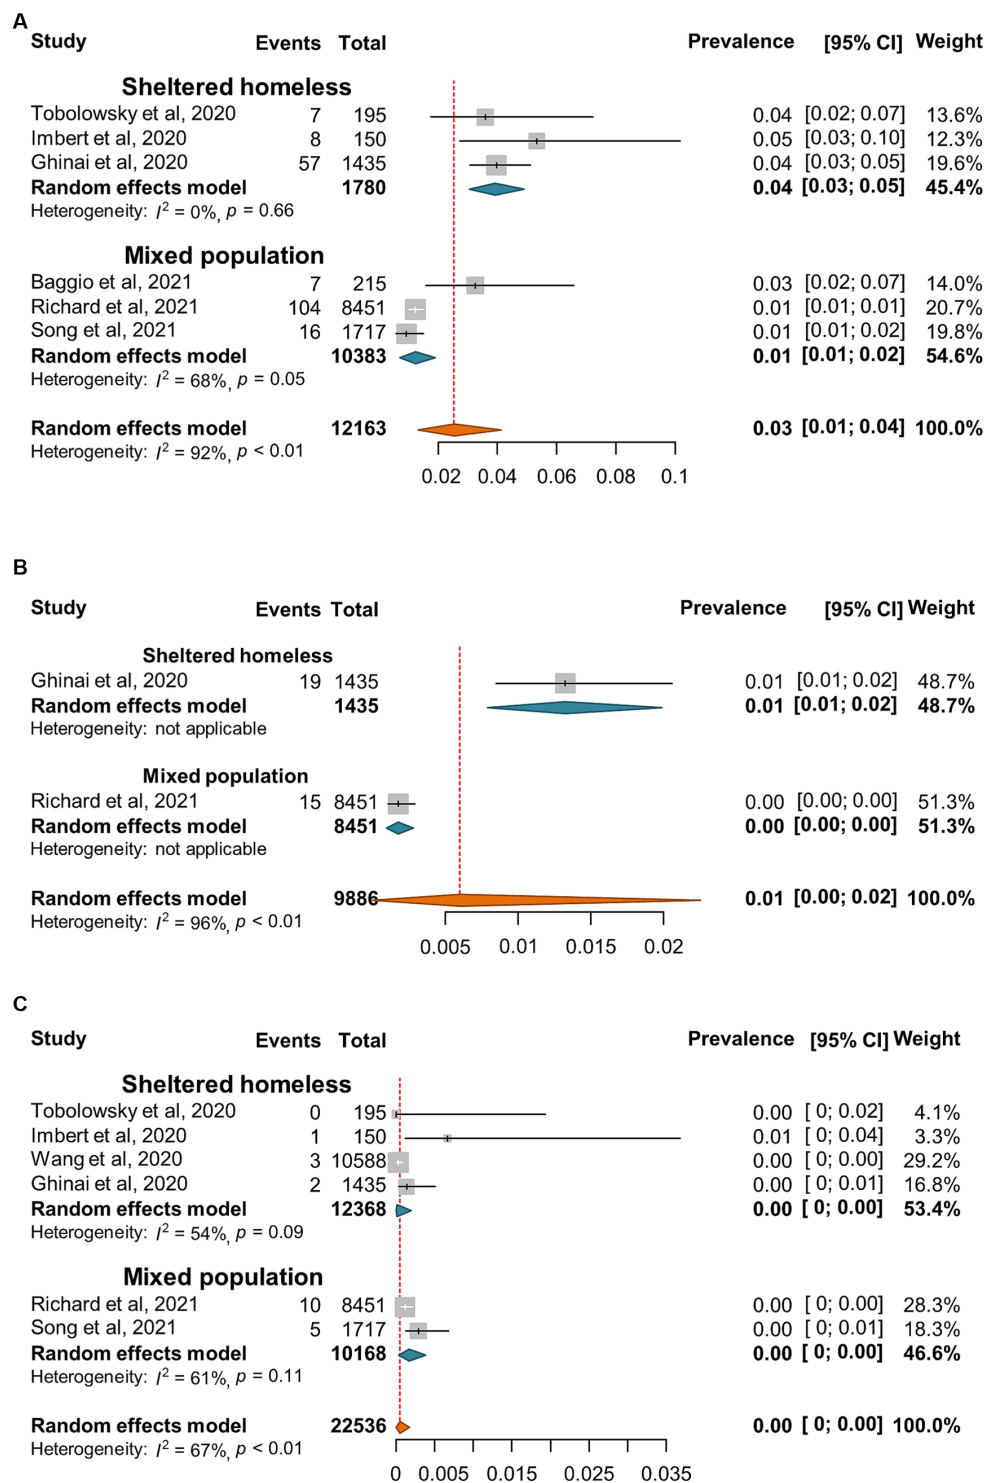 A
Study Events Total Prevalence [95% CI] Weight
Sheltered homeless
Tobolowsky et al, 2020 7 195 0.04 [0.02; 0.07] 13.6%
Imbert et al, 2020 8 150 0.05 [0.03; 0.10] 12.3%
Ghinai et al, 2020 57 1435 0.04 [0.03; 0.05] 19.6%
Random effects model 1780 0.04 [0.03; 0.05] 45.4%
Heterogeneity: I² = 0%, p = 0.66
Mixed population
Baggio et al, 2021 7 215 0.03 [0.02; 0.07] 14.0%
Richard et al, 2021 104 8451 0.01 [0.01; 0.01] 20.7%
Song et al, 2021 16 1717 0.01 [0.01; 0.02] 19.8%
Random effects model 10383 0.01 [0.01; 0.02] 54.6%
Heterogeneity: I² = 68%, p = 0.05
Random effects model 12163 0.03 [0.01; 0.04] 100.0%
Heterogeneity: I² = 92%, p < 0.01
0.02 0.04 0.06 0.08 0.1
B
Study Events Total Prevalence [95% CI] Weight
Sheltered homeless
Ghinai et al, 2020 19 1435 0.01 [0.01; 0.02] 48.7%
Random effects model 1435 0.01 [0.01; 0.02] 48.7%
Heterogeneity: not applicable
Mixed population
Richard et al, 2021 15 8451 0.00 [0.00; 0.00] 51.3%
Random effects model 8451 0.00 [0.00; 0.00] 51.3%
Heterogeneity: not applicable
Random effects model 9886 0.01 [0.00; 0.02] 100.0%
Heterogeneity: I² = 96%, p < 0.01
0.005 0.01 0.015 0.02
C
Study Events Total Prevalence [95% CI] Weight
Sheltered homeless
Tobolowsky et al, 2020 0 195 0.00 [ 0; 0.02] 4.1%
Imbert et al, 2020 1 150 0.01 [ 0; 0.04] 3.3%
Wang et al, 2020 3 10588 0.00 [ 0; 0.00] 29.2%
Ghinai et al, 2020 2 1435 0.00 [ 0; 0.01] 16.8%
Random effects model 12368 0.00 [ 0; 0.00] 53.4%
Heterogeneity: I² = 54%, p = 0.09
Mixed population
Richard et al, 2021 10 8451 0.00 [ 0; 0.00] 28.3%
Song et al, 2021 5 1717 0.00 [ 0; 0.01] 18.3%
Random effects model 10168 0.00 [ 0; 0.00] 46.6%
Heterogeneity: I² = 61%, p = 0.11
Random effects model 22536 0.00 [ 0; 0.00] 100.0%
Heterogeneity: I² = 67%, p < 0.01
0 0.005 0.015 0.025 0.035